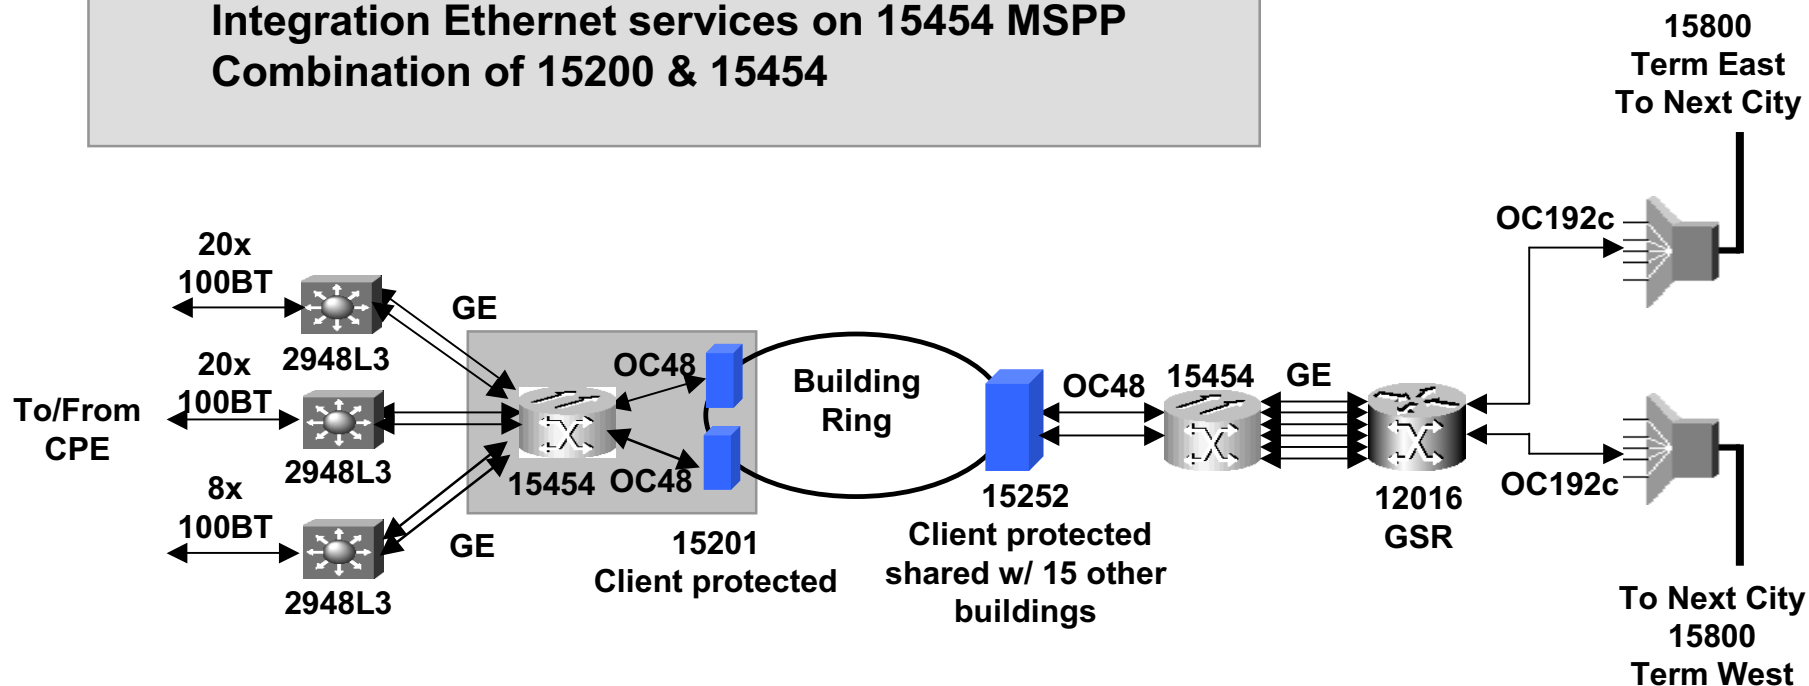 Integration Ethernet services on 15454 MSPP
Combination of 15200 & 15454
15800
Term East
To Next City
OC192c
20x
100BT
GE
2948L3
20x
100BT
To/From
CPE
2948L3
8x
100BT
GE
2948L3
OC48
15454
OC48
15201
Client protected
Building
Ring
15252
Client protected
shared w/ 15 other
buildings
OC48
15454
GE
12016
GSR
OC192c
To Next City
15800
Term West